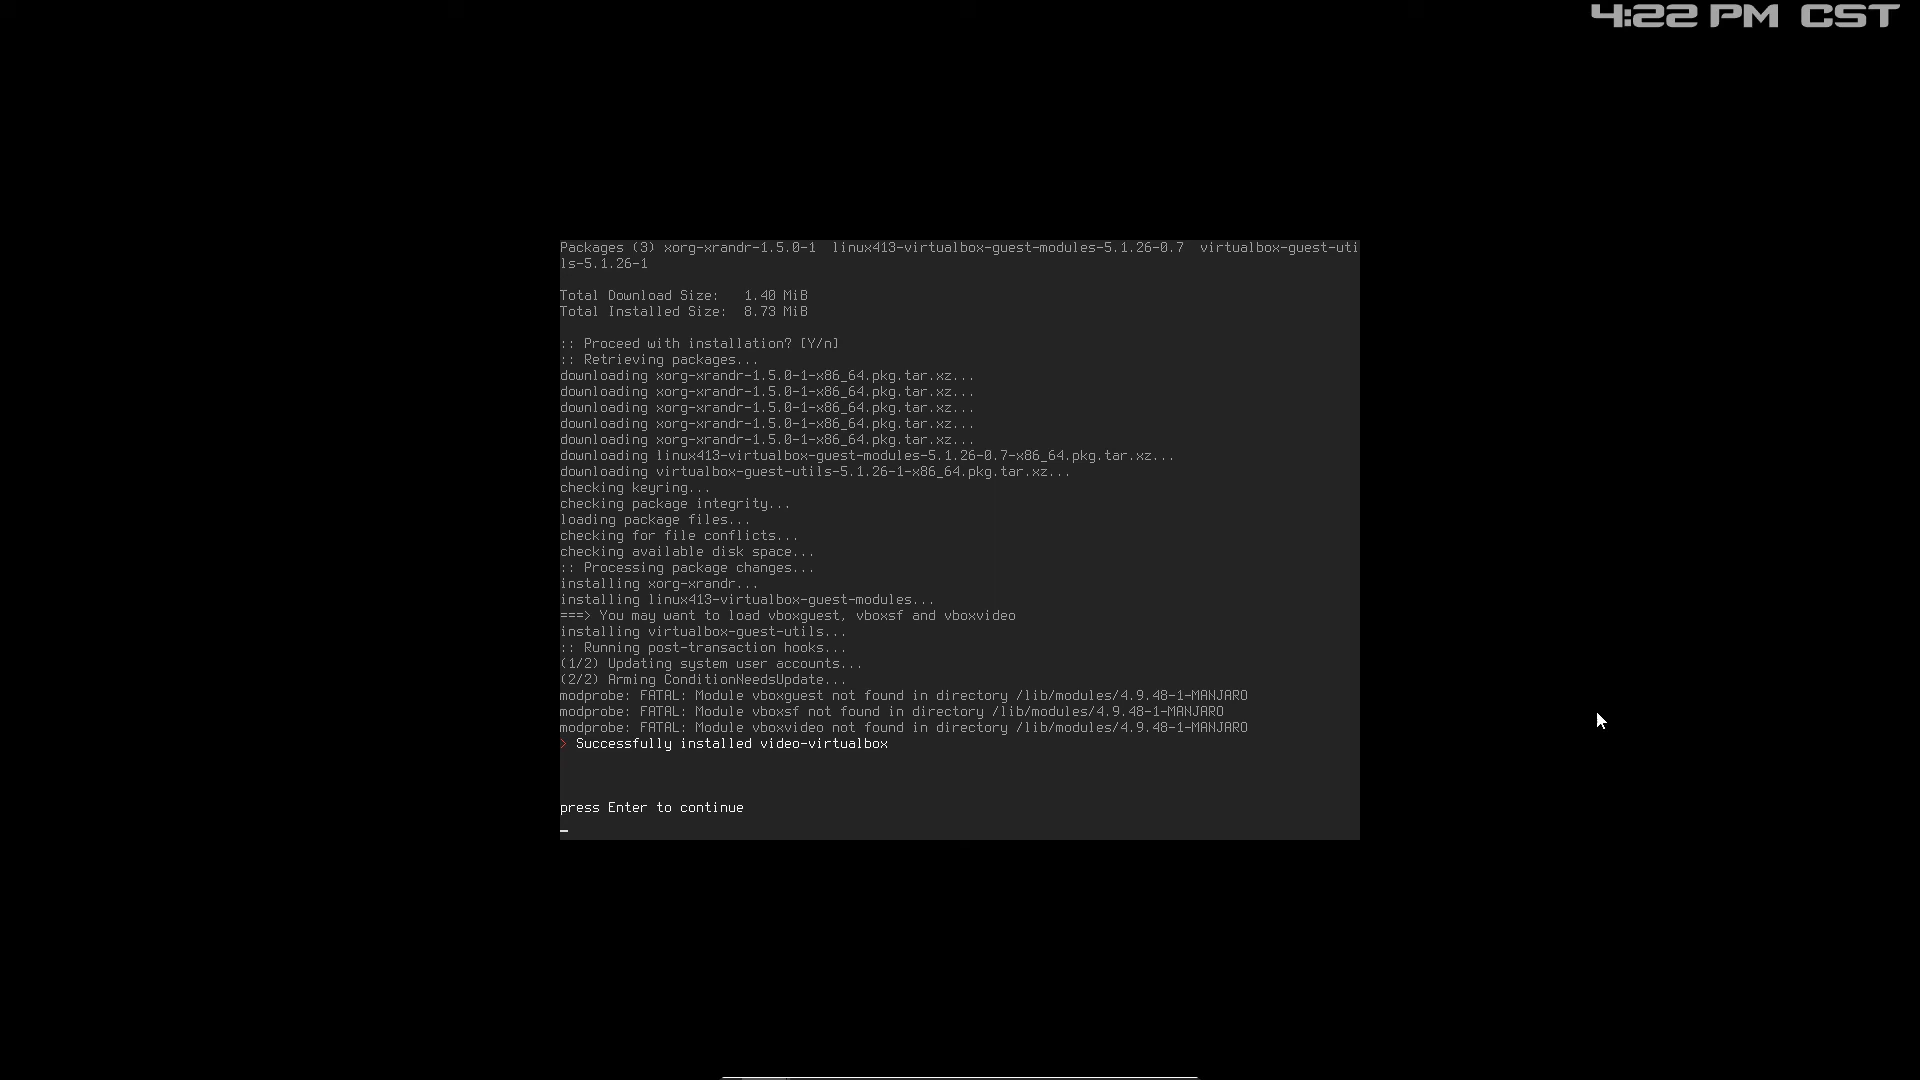 4:22 PM CST
Packages (3) xorg-xrandr-1.5.0-1  linux413-virtualbox-guest-modules-5.1.26-0.7  virtualbox-guest-uti
ls-5.1.26-1
Total Download Size:   1.40 MiB
Total Installed Size:  8.73 MiB
:: Proceed with installation? [Y/n]
:: Retrieving packages...
downloading xorg-xrandr-1.5.0-1-x86_64.pkg.tar.xz...
downloading xorg-xrandr-1.5.0-1-x86_64.pkg.tar.xz...
downloading xorg-xrandr-1.5.0-1-x86_64.pkg.tar.xz...
downloading xorg-xrandr-1.5.0-1-x86_64.pkg.tar.xz...
downloading xorg-xrandr-1.5.0-1-x86_64.pkg.tar.xz...
downloading linux413-virtualbox-guest-modules-5.1.26-0.7-x86_64.pkg.tar.xz...
downloading virtualbox-guest-utils-5.1.26-1-x86_64.pkg.tar.xz...
checking keyring...
checking package integrity...
loading package files...
checking for file conflicts...
checking available disk space...
:: Processing package changes...
installing xorg-xrandr...
installing linux413-virtualbox-guest-modules...
===> You may want to load vboxguest, vboxsf and vboxvideo
installing virtualbox-guest-utils...
:: Running post-transaction hooks...
(1/2) Updating system user accounts...
(2/2) Arming ConditionNeedsUpdate...
modprobe: FATAL: Module vboxguest not found in directory /lib/modules/4.9.48-1-MANJARO
modprobe: FATAL: Module vboxsf not found in directory /lib/modules/4.9.48-1-MANJARO
modprobe: FATAL: Module vboxvideo not found in directory /lib/modules/4.9.48-1-MANJARO
> Successfully installed video-virtualbox
press Enter to continue